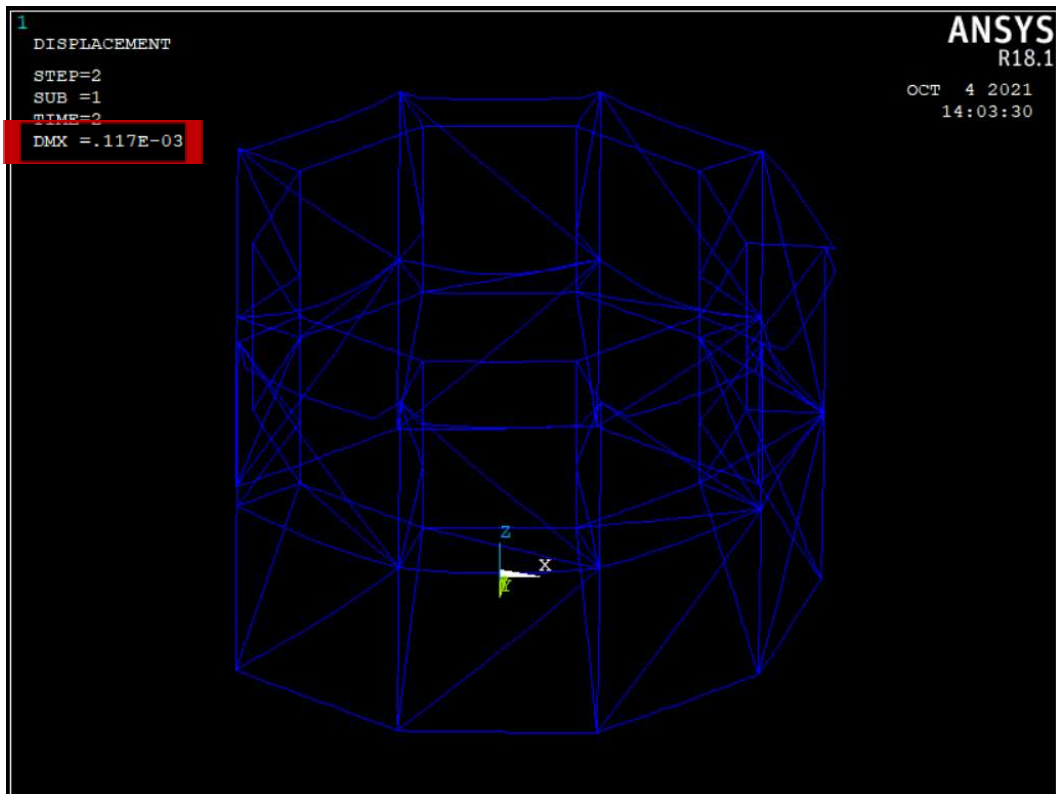 1
DISPLACEMENT
STEP=2
SUB =1
TIME=2
DMX =.117E-03
ANSYS
R18.1
OCT 4 2021
14:03:30
Z
X
Y